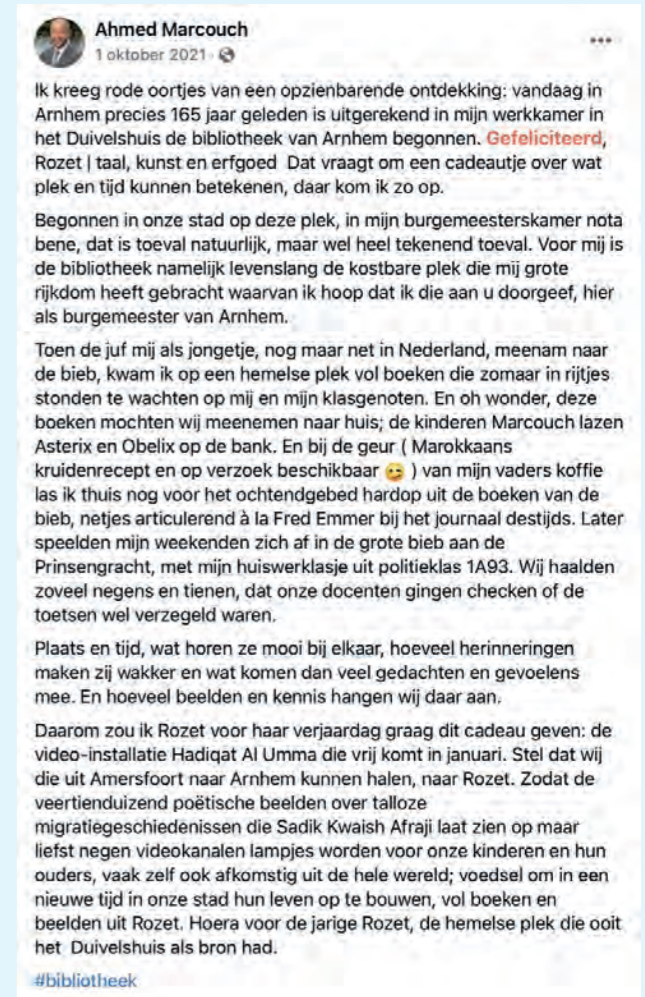 Ahmed Marcouch
1 oktober 2021 ·
Ik kreeg rode oortjes van een opzienbarende ontdekking: vandaag in
Arnhem precies 165 jaar geleden is uitgerekend in mijn werkkamer in
het Duivelshuis de bibliotheek van Arnhem begonnen. Gefeliciteerd,
Rozet | taal, kunst en erfgoed Dat vraagt om een cadeautje over wat
plek en tijd kunnen betekenen, daar kom ik zo op.
Begonnen in onze stad op deze plek, in mijn burgemeesterskamer nota
bene, dat is toeval natuurlijk, maar wel heel tekenend toeval. Voor mij is
de bibliotheek namelijk levenslang de kostbare plek die mij grote
rijkdom heeft gebracht waarvan ik hoop dat ik die aan u doorgeef, hier
als burgemeester van Arnhem.
Toen de juf mij als jongetje, nog maar net in Nederland, meenam naar
de bieb, kwam ik op een hemelse plek vol boeken die zomaar in rijtjes
stonden te wachten op mij en mijn klasgenoten. En oh wonder, deze
boeken mochten wij meenemen naar huis; de kinderen Marcouch lazen
Asterix en Obelix op de bank. En bij de geur ( Marokkaans
kruidenrecept en op verzoek beschikbaar 😉 ) van mijn vaders koffie
las ik thuis nog voor het ochtendgebed hardop uit de boeken van de
bieb, netjes articulerend à la Fred Emmer bij het journaal destijds. Later
speelden mijn weekenden zich af in de grote bieb aan de
Prinsengracht, met mijn huiswerklasje uit politieklas 1A93. Wij haalden
zoveel negens en tienen, dat onze docenten gingen checken of de
toetsen wel verzegeld waren.
Plaats en tijd, wat horen ze mooi bij elkaar, hoeveel herinneringen
maken zij wakker en wat komen dan veel gedachten en gevoelens
mee. En hoeveel beelden en kennis hangen wij daar aan.
Daarom zou ik Rozet voor haar verjaardag graag dit cadeau geven: de
video-installatie Hadiqat Al Umma die vrij komt in januari. Stel dat wij
die uit Amersfoort naar Arnhem kunnen halen, naar Rozet. Zodat de
veertienduizend poëtische beelden over talloze
migratiegeschiedenissen die Sadik Kwaish Afraji laat zien op maar
liefst negen videokanalen lampjes worden voor onze kinderen en hun
ouders, vaak zelf ook afkomstig uit de hele wereld; voedsel om in een
nieuwe tijd in onze stad hun leven op te bouwen, vol boeken en
beelden uit Rozet. Hoera voor de jarige Rozet, de hemelse plek die ooit
het Duivelshuis als bron had.
#bibliotheek